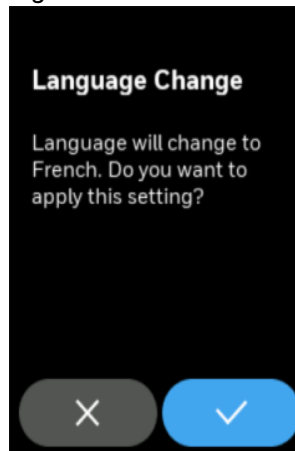 Language Change
Language will change to
French. Do you want to
apply this setting?